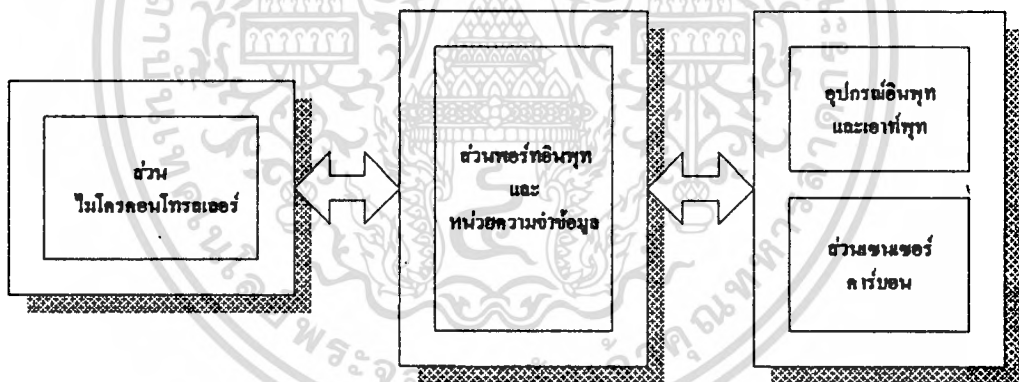 ส่วน
ไมโครคอนโทรลเลอร์
ส่วนพอร์ทอินพุท
และ
หน่วยความจำข้อมูล
อุปกรณ์อินพุท
และเอาท์พุท
ส่วนเซนเซอร์
คาร์บอน